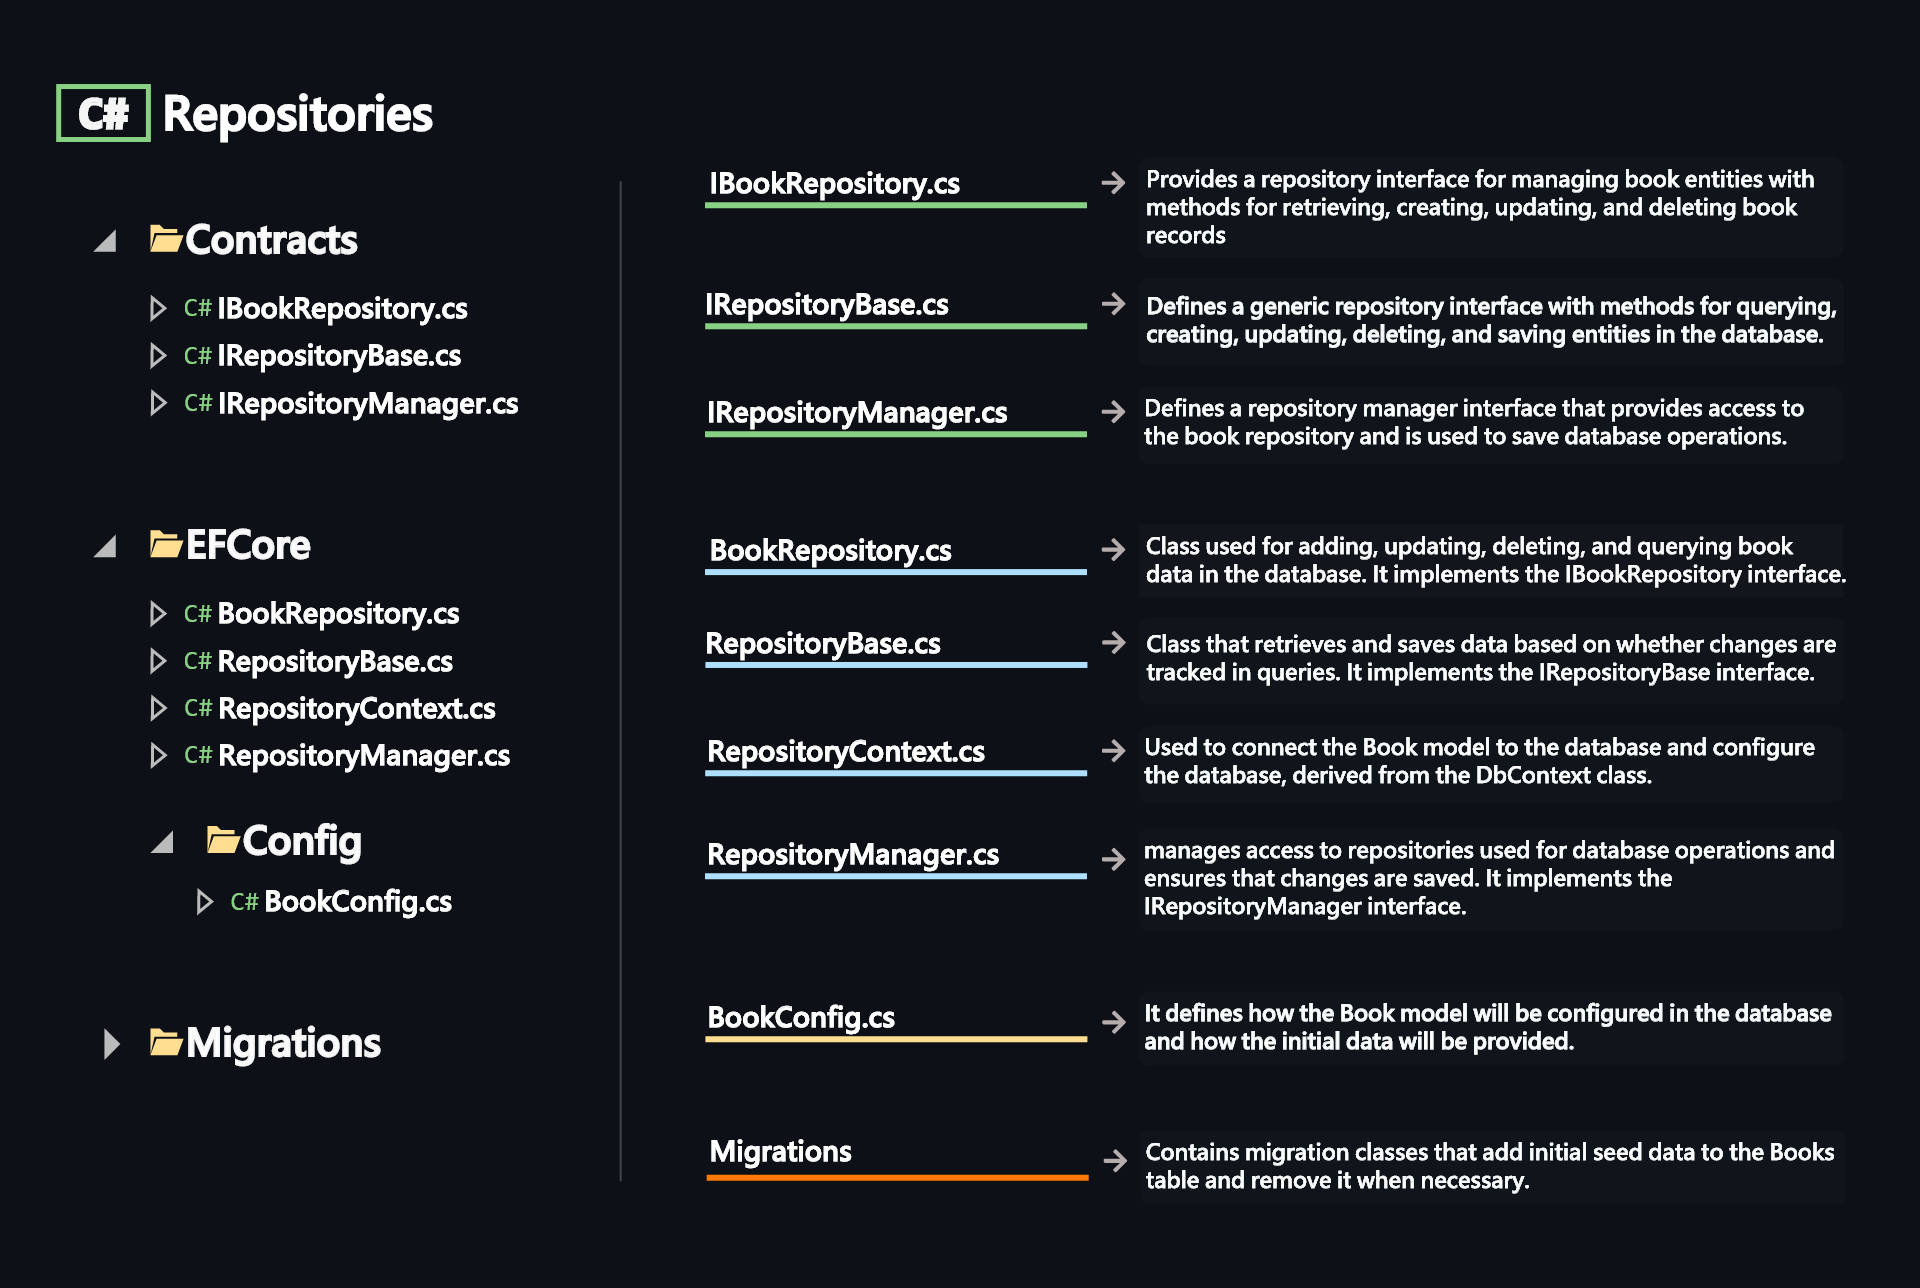 C# Repositories
Contracts
C# IBookRepository.cs
C# IRepositoryBase.cs
C# IRepositoryManager.cs
EFCore
C# BookRepository.cs
C# RepositoryBase.cs
C# RepositoryContext.cs
C# RepositoryManager.cs
Config
C# BookConfig.cs
Migrations
IBookRepository.cs
Provides a repository interface for managing book entities with
methods for retrieving, creating, updating, and deleting book
records
IRepositoryBase.cs
Defines a generic repository interface with methods for querying,
creating, updating, deleting, and saving entities in the database.
IRepositoryManager.cs
Defines a repository manager interface that provides access to
the book repository and is used to save database operations.
BookRepository.cs
Class used for adding, updating, deleting, and querying book
data in the database. It implements the IBookRepository interface.
RepositoryBase.cs
Class that retrieves and saves data based on whether changes are
tracked in queries. It implements the IRepositoryBase interface.
RepositoryContext.cs
Used to connect the Book model to the database and configure
the database, derived from the DbContext class.
RepositoryManager.cs
manages access to repositories used for database operations and
ensures that changes are saved. It implements the
IRepositoryManager interface.
BookConfig.cs
It defines how the Book model will be configured in the database
and how the initial data will be provided.
Migrations
Contains migration classes that add initial seed data to the Books
table and remove it when necessary.